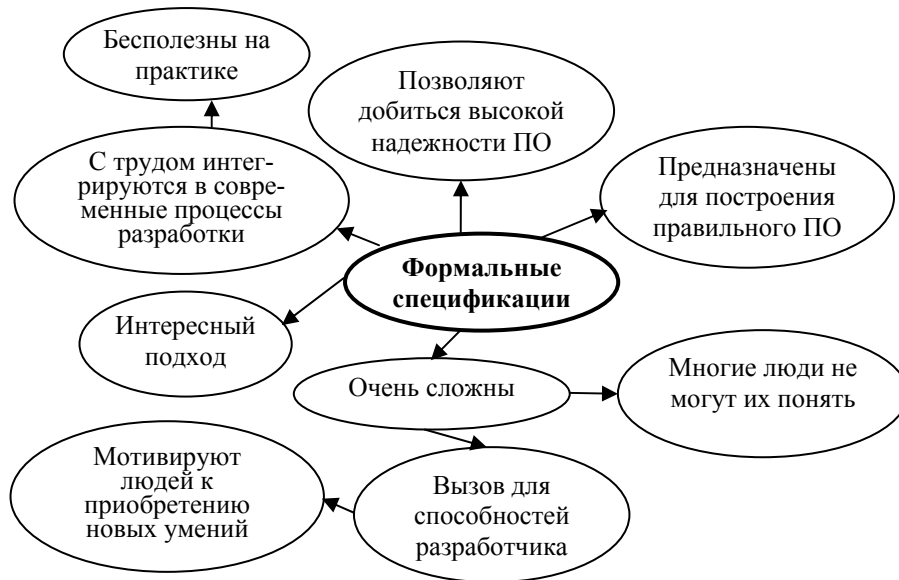 Бесполезны на
практике
Позволяют
добиться высокой
надежности ПО
С трудом интег-
рируются в совре-
менные процессы
разработки
Предназначены
для построения
правильного ПО
Формальные
спецификации
Интересный
подход
Очень сложны
Многие люди не
могут их понять
Мотивируют
людей к
приобретению
новых умений
Вызов для
способностей
разработчика